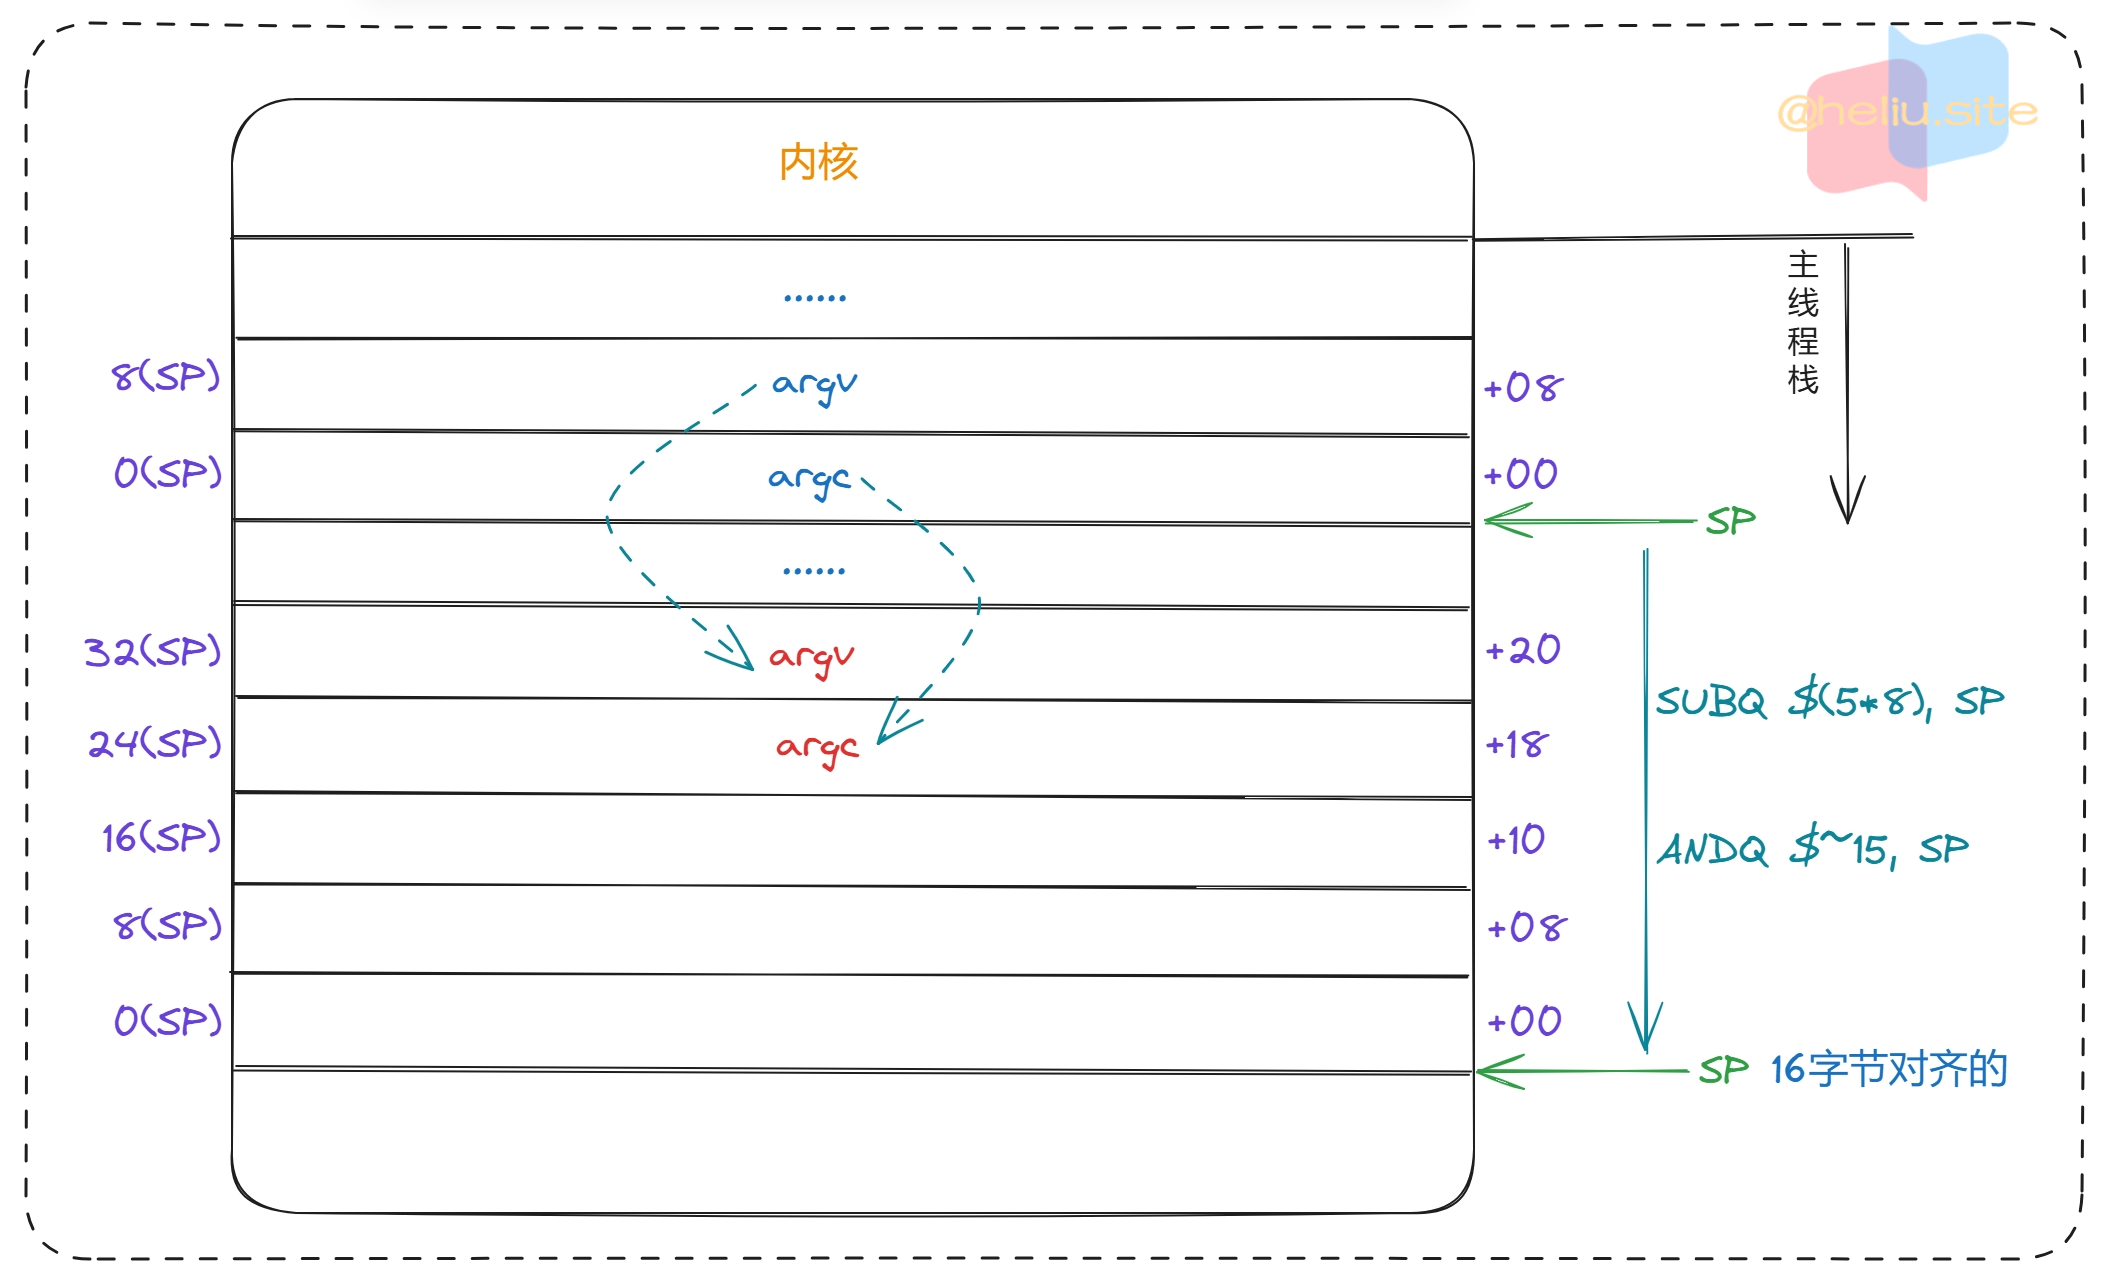 @heliu.site
内核
主线程栈
......
8(SP) argv +08
0(SP) argc +00
SP
......
32(SP) argv +20
SUBQ $(5*8), SP
24(SP) argc +18
16(SP) +10
ANDQ $~15, SP
8(SP) +08
0(SP) +00
SP 16字节对齐的